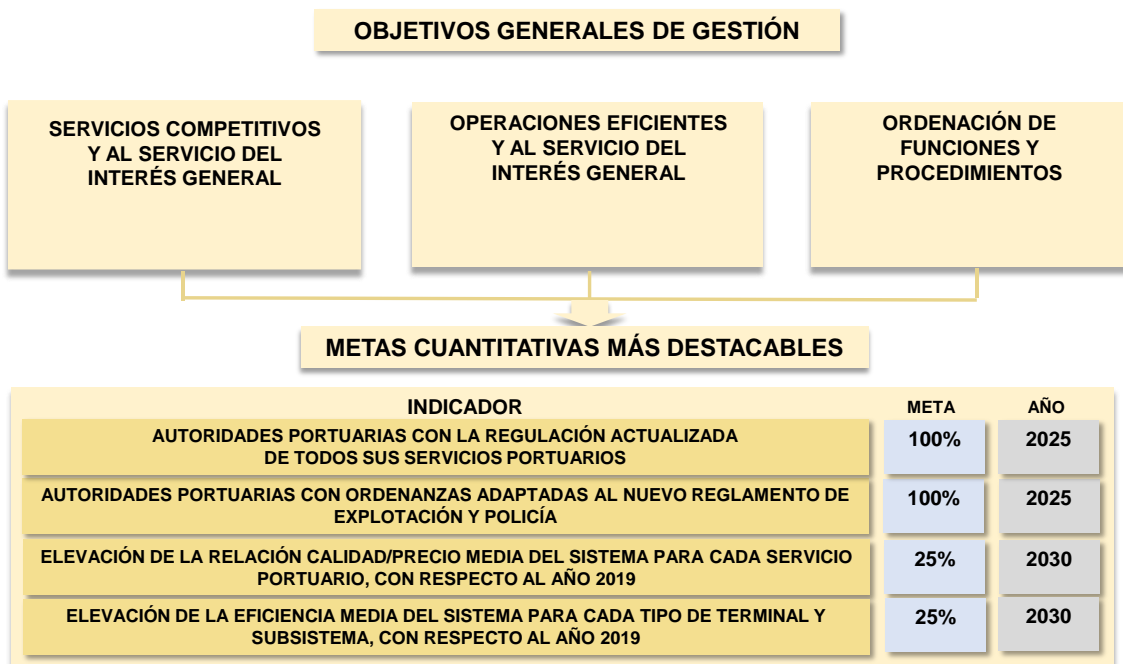 OBJETIVOS GENERALES DE GESTIÓN
SERVICIOS COMPETITIVOS
Y AL SERVICIO DEL
INTERÉS GENERAL
OPERACIONES EFICIENTES
Y AL SERVICIO DEL
INTERÉS GENERAL
ORDENACIÓN DE
FUNCIONES Y
PROCEDIMIENTOS
METAS CUANTITATIVAS MÁS DESTACABLES
INDICADOR META AÑO
AUTORIDADES PORTUARIAS CON LA REGULACIÓN ACTUALIZADA
DE TODOS SUS SERVICIOS PORTUARIOS
100% 2025
AUTORIDADES PORTUARIAS CON ORDENANZAS ADAPTADAS AL NUEVO REGLAMENTO DE
EXPLOTACIÓN Y POLICÍA
100% 2025
ELEVACIÓN DE LA RELACIÓN CALIDAD/PRECIO MEDIA DEL SISTEMA PARA CADA SERVICIO
PORTUARIO, CON RESPECTO AL AÑO 2019
25% 2030
ELEVACIÓN DE LA EFICIENCIA MEDIA DEL SISTEMA PARA CADA TIPO DE TERMINAL Y
SUBSISTEMA, CON RESPECTO AL AÑO 2019
25% 2030